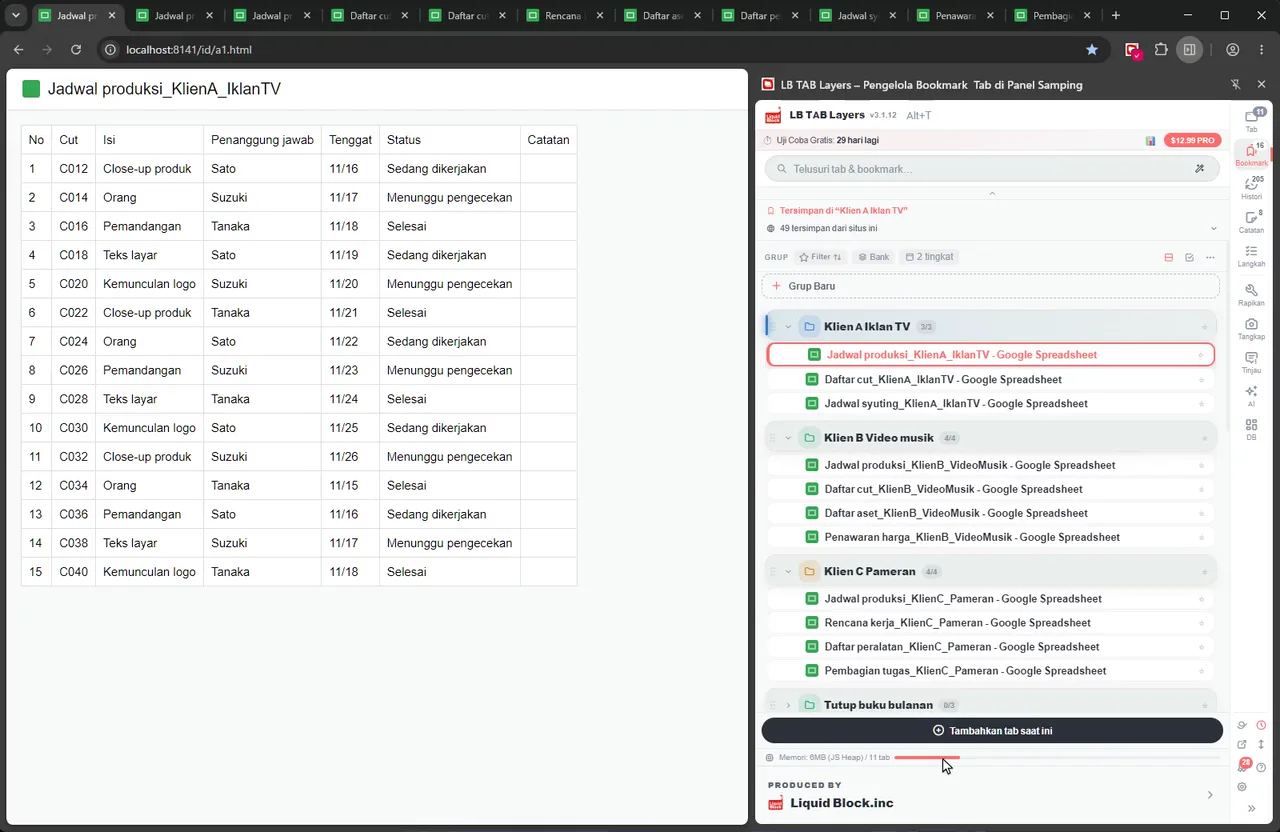 Jadwal pr
Jadwal pr
Jadwal pr
Daftar cut
Daftar cut
Rencana
Daftar ase
Daftar pe
Jadwal sy
Penawar
Pembagi
localhost:8141/id/a1.html
Jadwal produksi_KlienA_IklanTV
No Cut Isi Penanggung jawab Tenggat Status Catatan
1 C012 Close-up produk Sato 11/16 Sedang dikerjakan
2 C014 Orang Suzuki 11/17 Menunggu pengecekan
3 C016 Pemandangan Tanaka 11/18 Selesai
4 C018 Teks layar Sato 11/19 Sedang dikerjakan
5 C020 Kemunculan logo Suzuki 11/20 Menunggu pengecekan
6 C022 Close-up produk Tanaka 11/21 Selesai
7 C024 Orang Sato 11/22 Sedang dikerjakan
8 C026 Pemandangan Suzuki 11/23 Menunggu pengecekan
9 C028 Teks layar Tanaka 11/24 Selesai
10 C030 Kemunculan logo Sato 11/25 Sedang dikerjakan
11 C032 Close-up produk Suzuki 11/26 Menunggu pengecekan
12 C034 Orang Tanaka 11/15 Selesai
13 C036 Pemandangan Sato 11/16 Sedang dikerjakan
14 C038 Teks layar Suzuki 11/17 Menunggu pengecekan
15 C040 Kemunculan logo Tanaka 11/18 Selesai
LB TAB Layers – Pengelola Bookmark Tab di Panel Samping
LB TAB Layers v3.1.12 Alt+T
Uji Coba Gratis: 29 hari lagi $12.99 PRO
Telusuri tab & bookmark…
Tersimpan di “Klien A Iklan TV”
49 tersimpan dari situs ini
GRUP Filter Bank 2 tingkat
Grup Baru
Klien A Iklan TV 3/3
Jadwal produksi_KlienA_IklanTV - Google Spreadsheet
Daftar cut_KlienA_IklanTV - Google Spreadsheet
Jadwal syuting_KlienA_IklanTV - Google Spreadsheet
Klien B Video musik 4/4
Jadwal produksi_KlienB_VideoMusik - Google Spreadsheet
Daftar cut_KlienB_VideoMusik - Google Spreadsheet
Daftar aset_KlienB_VideoMusik - Google Spreadsheet
Penawaran harga_KlienB_VideoMusik - Google Spreadsheet
Klien C Pameran 4/4
Jadwal produksi_KlienC_Pameran - Google Spreadsheet
Rencana kerja_KlienC_Pameran - Google Spreadsheet
Daftar peralatan_KlienC_Pameran - Google Spreadsheet
Pembagian tugas_KlienC_Pameran - Google Spreadsheet
Tutup buku bulanan 0/3
Tambahkan tab saat ini
Memori: 6MB (JS Heap) / 11 tab
PRODUCED BY
Liquid Block.inc
11
Tab
16
Bookmark
205
Histori
8
Catatan
Langkah
Rapikan
Tangkap
Tinjau
AI
DB
28